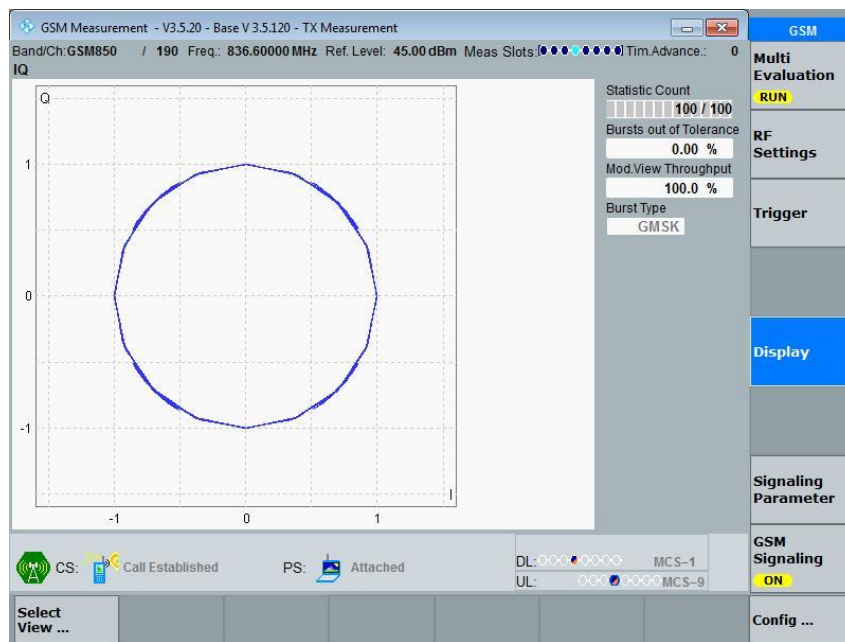 GSM Measurement - V3.5.20 - Base V 3.5.120 - TX Measurement
GSM
Band/Ch:GSM850 / 190 Freq.: 836.60000 MHz Ref. Level: 45.00 dBm Meas Slots: Tim.Advance.: 0
IQ
Q
1
0
-1
I
-1 0 1
Statistic Count
100 / 100
Bursts out of Tolerance
0.00 %
Mod.View Throughput
100.0 %
Burst Type
GMSK
Multi
Evaluation
RUN
RF
Settings
Trigger
Display
Signaling
Parameter
GSM
Signaling
ON
CS: Call Established PS: Attached
DL: MCS-1
UL: MCS-9
Select
View ...
Config ...